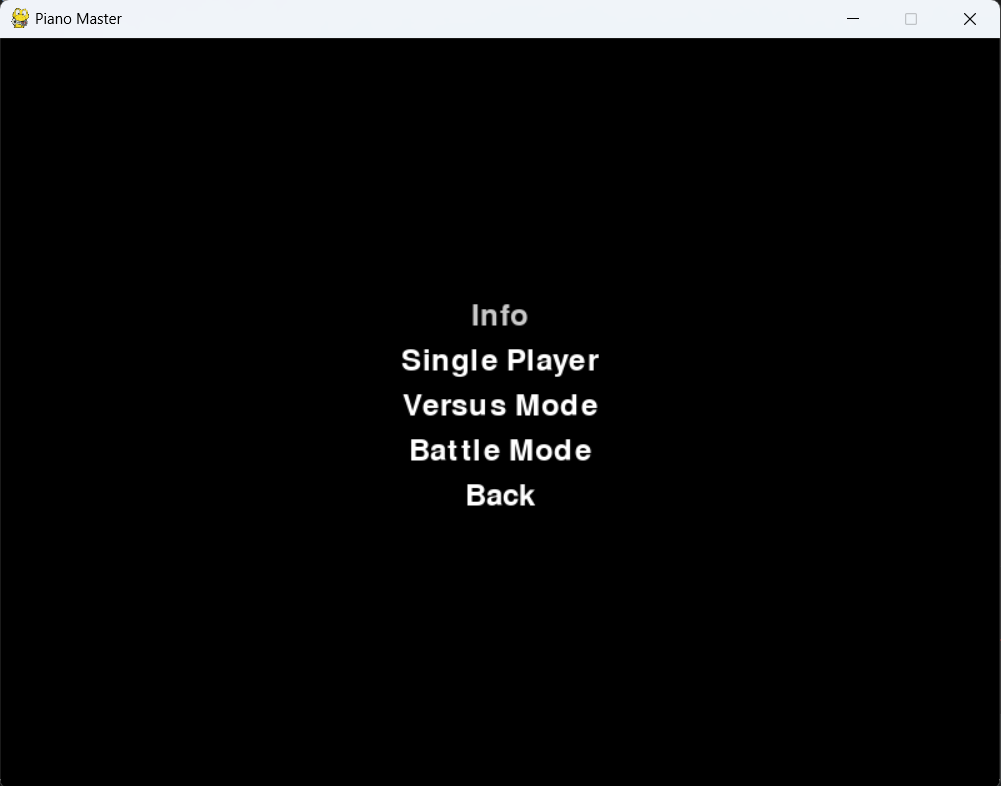 Piano Master
Info
Single Player
Versus Mode
Battle Mode
Back